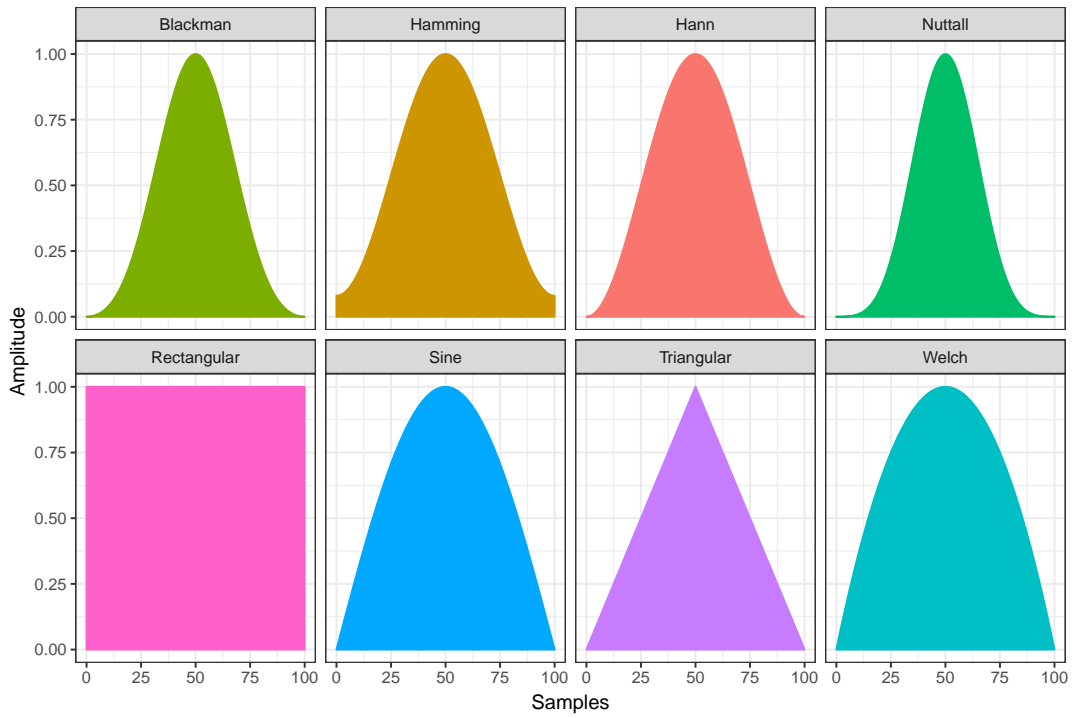 Blackman Hamming Hann Nuttall
1.00
0.75
0.50
0.25
0.00
Rectangular Sine Triangular Welch
1.00
0.75
0.50
0.25
0.00
0 25 50 75 100 0 25 50 75 100 0 25 50 75 100 0 25 50 75 100
Samples
Amplitude